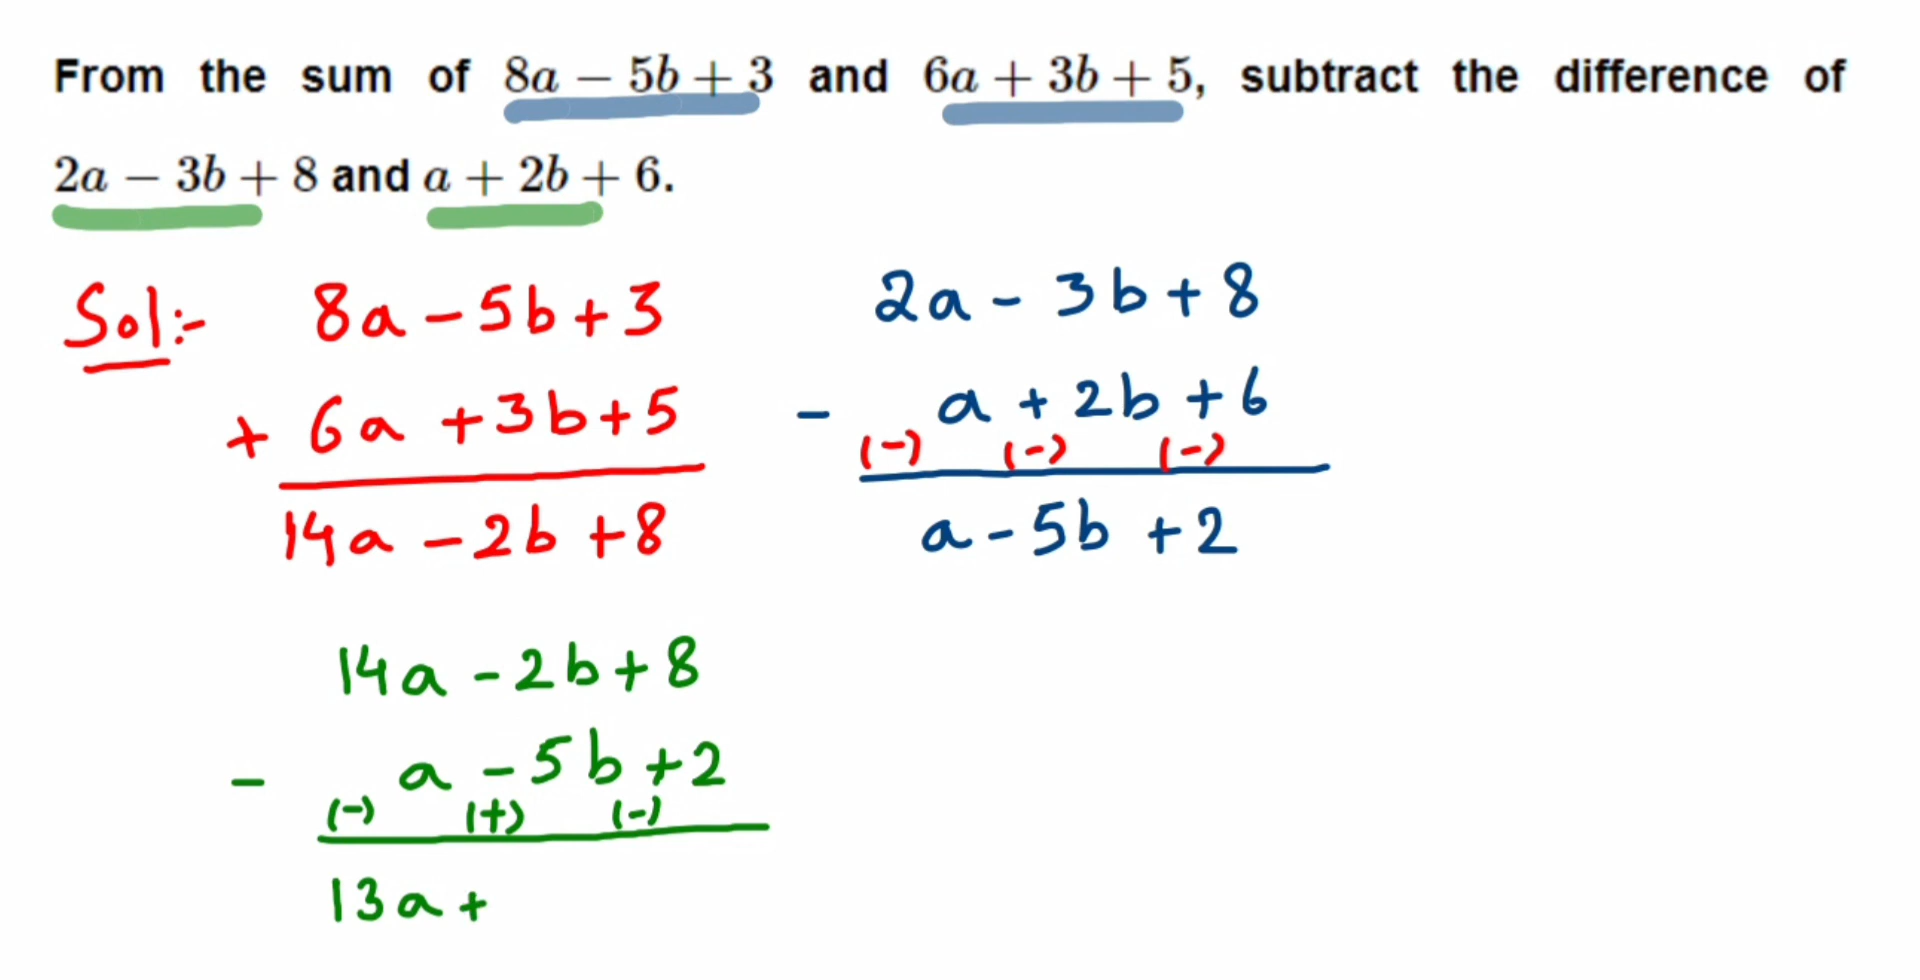 From the sum of 8a − 5b + 3 and 6a + 3b + 5, subtract the difference of
2a − 3b + 8 and a + 2b + 6.
Sol:-
8a - 5b + 3
+ 6a + 3b + 5
14a - 2b + 8
2a - 3b + 8
- a + 2b + 6
(-) (-) (-)
a - 5b + 2
14a - 2b + 8
- a - 5b + 2
(-) (+) (-)
13a +